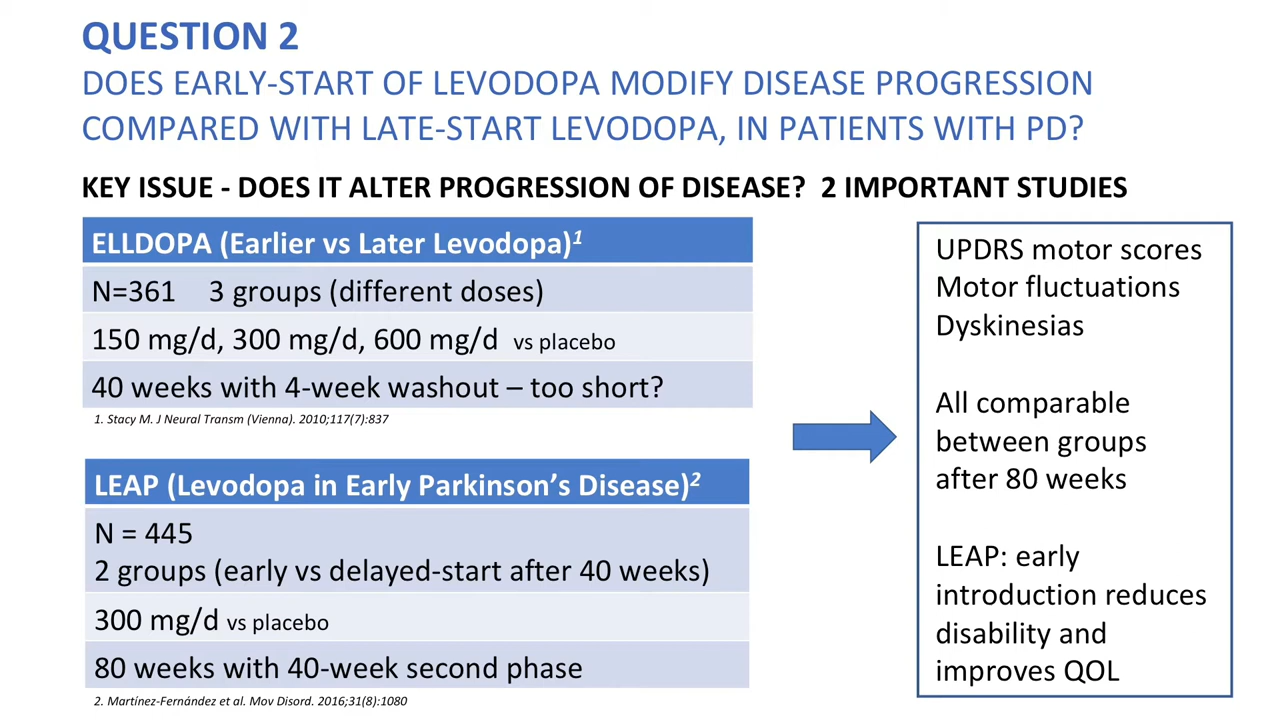 QUESTION 2
DOES EARLY-START OF LEVODOPA MODIFY DISEASE PROGRESSION
COMPARED WITH LATE-START LEVODOPA, IN PATIENTS WITH PD?
KEY ISSUE - DOES IT ALTER PROGRESSION OF DISEASE? 2 IMPORTANT STUDIES
ELLDOPA (Earlier vs Later Levodopa)1
N=361 3 groups (different doses)
150 mg/d, 300 mg/d, 600 mg/d vs placebo
40 weeks with 4-week washout – too short?
1. Stacy M. J Neural Transm (Vienna). 2010;117(7):837
LEAP (Levodopa in Early Parkinson’s Disease)2
N = 445
2 groups (early vs delayed-start after 40 weeks)
300 mg/d vs placebo
80 weeks with 40-week second phase
2. Martínez-Fernández et al. Mov Disord. 2016;31(8):1080
UPDRS motor scores
Motor fluctuations
Dyskinesias
All comparable
between groups
after 80 weeks
LEAP: early
introduction reduces
disability and
improves QOL